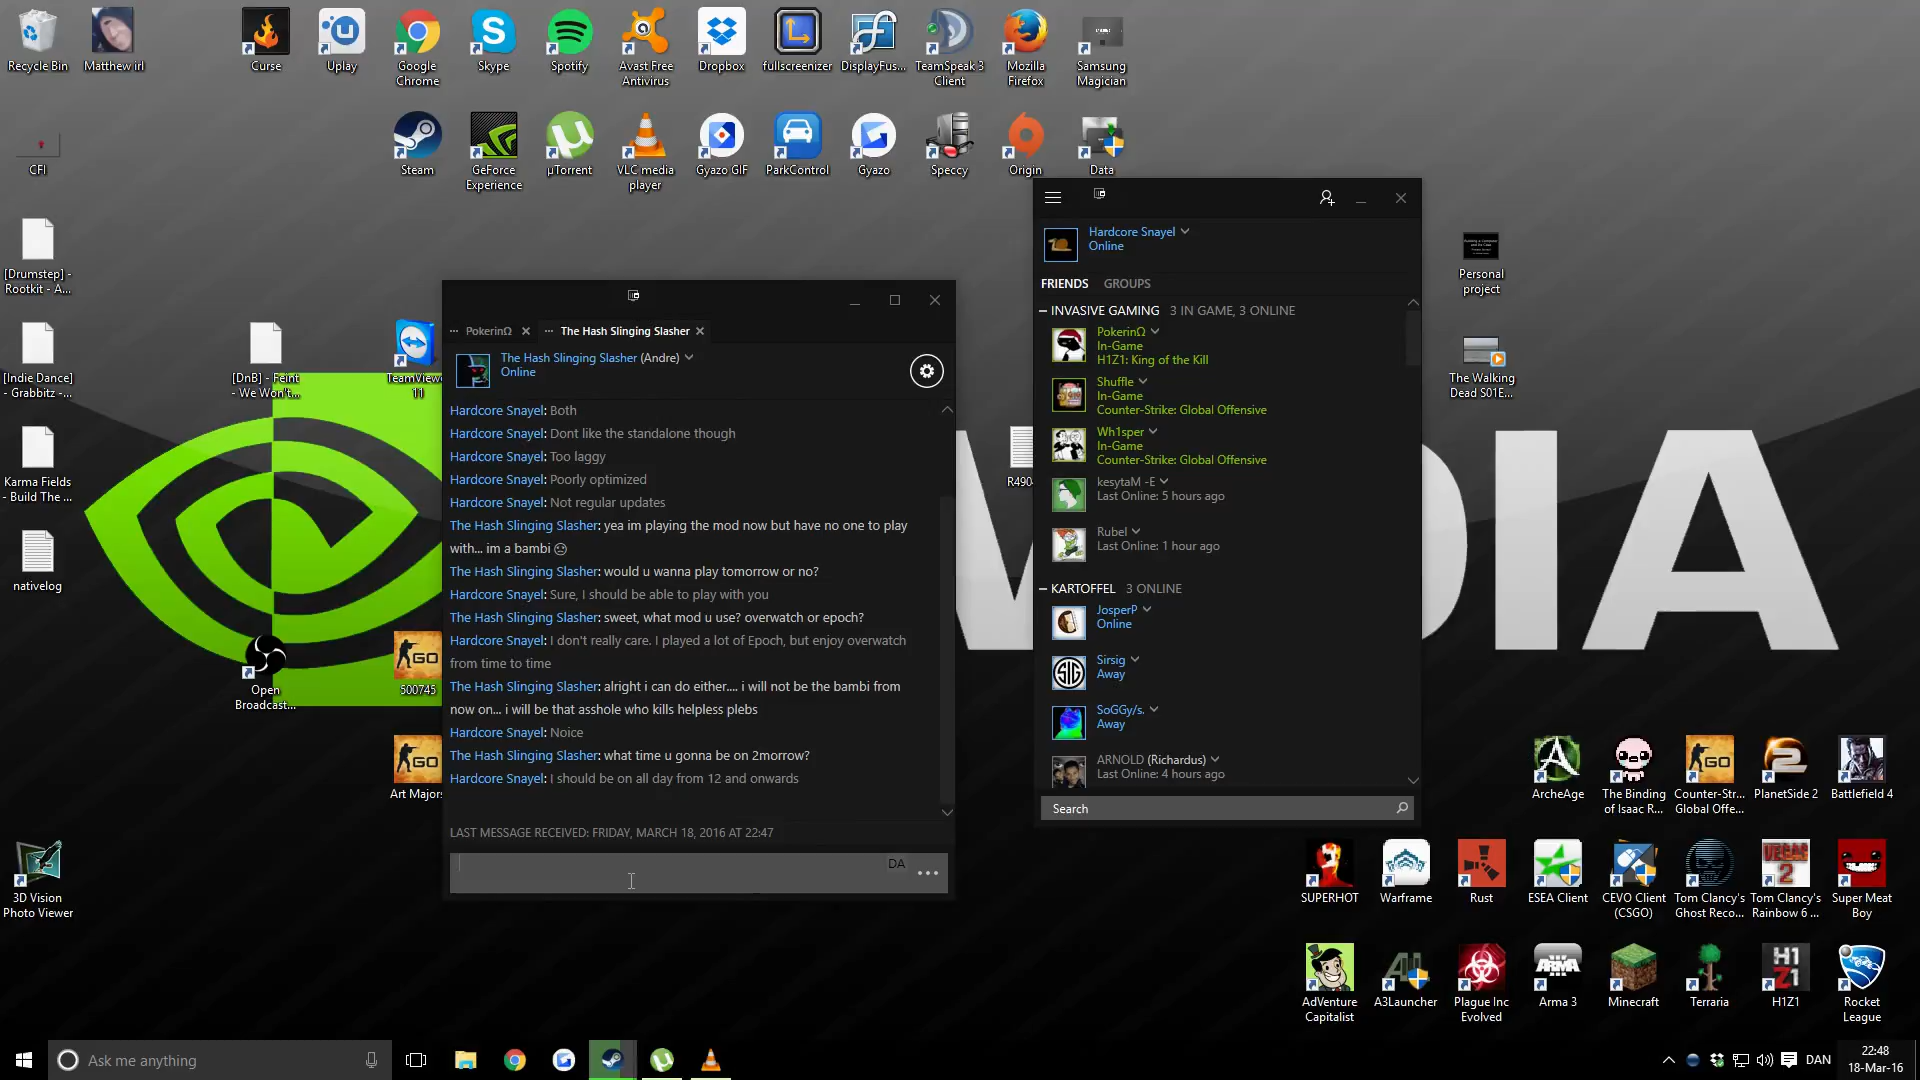 Recycle Bin
Matthew irl
Curse
Uplay
Google
Chrome
Skype
Spotify
Avast Free
Antivirus
Dropbox
fullscreenizer
DisplayFus...
TeamSpeak 3
Client
Mozilla
Firefox
Samsung
Magician
CFI
Steam
GeForce
Experience
µTorrent
VLC media
player
Gyazo GIF
ParkControl
Gyazo
Speccy
Origin
Data
[Drumstep] -
Rootkit - A...
[Indie Dance]
- Grabbitz -...
[DnB] - Feint
- We Won't...
TeamViewe
11
Karma Fields
- Build The ...
nativelog
Open
Broadcast...
GO
500745
GO
Art Majors
3D Vision
Photo Viewer
PokerinΩ
The Hash Slinging Slasher
The Hash Slinging Slasher (Andre)
Online
Hardcore Snayel: Both
Hardcore Snayel: Dont like the standalone though
Hardcore Snayel: Too laggy
Hardcore Snayel: Poorly optimized
Hardcore Snayel: Not regular updates
The Hash Slinging Slasher: yea im playing the mod now but have no one to play
with... im a bambi
The Hash Slinging Slasher: would u wanna play tomorrow or no?
Hardcore Snayel: Sure, I should be able to play with you
The Hash Slinging Slasher: sweet, what mod u use? overwatch or epoch?
Hardcore Snayel: I don't really care. I played a lot of Epoch, but enjoy overwatch
from time to time
The Hash Slinging Slasher: alright i can do either.... i will not be the bambi from
now on... i will be that asshole who kills helpless plebs
Hardcore Snayel: Noice
The Hash Slinging Slasher: what time u gonna be on 2morrow?
Hardcore Snayel: I should be on all day from 12 and onwards
LAST MESSAGE RECEIVED: FRIDAY, MARCH 18, 2016 AT 22:47
DA
R490
Hardcore Snayel
Online
FRIENDS GROUPS
INVASIVE GAMING 3 IN GAME, 3 ONLINE
PokerinΩ
In-Game
H1Z1: King of the Kill
Shuffle
In-Game
Counter-Strike: Global Offensive
Wh1sper
In-Game
Counter-Strike: Global Offensive
kesytaM -E
Last Online: 5 hours ago
Rubel
Last Online: 1 hour ago
KARTOFFEL 3 ONLINE
JosperP
Online
Sirsig
Away
SoGGy/s.
Away
ARNOLD (Richardus)
Last Online: 4 hours ago
Search
DIA
Personal
project
The Walking
Dead S01E...
ArcheAge
The Binding
of Isaac R...
GO
Counter-Str...
Global Offe...
PlanetSide 2
Battlefield 4
SUPERHOT
Warframe
Rust
ESEA Client
CEVO Client
(CSGO)
Tom Clancy's
Ghost Reco...
Tom Clancy's
Rainbow 6 ...
Super Meat
Boy
AdVenture
Capitalist
A3Launcher
Plague Inc
Evolved
Arma 3
Minecraft
Terraria
H1Z1
H1Z1
Rocket
League
Ask me anything
DAN
22:48
18-Mar-16